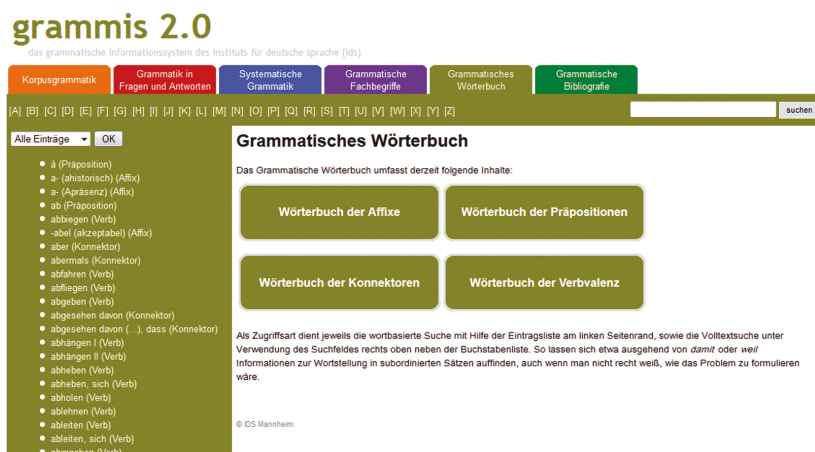 grammis 2.0
das grammatische informationssystem des instituts für deutsche sprache (ids)
Korpusgrammatik
Grammatik in
Fragen und Antworten
Systematische
Grammatik
Grammatische
Fachbegriffe
Grammatisches
Wörterbuch
Grammatische
Bibliografie
[A] [B] [C] [D] [E] [F] [G] [H] [I] [J] [K] [L] [M] [N] [O] [P] [Q] [R] [S] [T] [U] [V] [W] [X] [Y] [Z]
suchen
Alle Einträge OK
à (Präposition)
a- (ahistorisch) (Affix)
a- (Apräsenz) (Affix)
ab (Präposition)
abbiegen (Verb)
-abel (akzeptabel) (Affix)
aber (Konnektor)
abermals (Konnektor)
abfahren (Verb)
abfliegen (Verb)
abgeben (Verb)
abgesehen davon (Konnektor)
abgesehen davon (...), dass (Konnektor)
abhängen I (Verb)
abhängen II (Verb)
abheben (Verb)
abheben, sich (Verb)
abholen (Verb)
ablehnen (Verb)
ableiten (Verb)
ableiten, sich (Verb)
Grammatisches Wörterbuch
Das Grammatische Wörterbuch umfasst derzeit folgende Inhalte:
Wörterbuch der Affixe
Wörterbuch der Präpositionen
Wörterbuch der Konnektoren
Wörterbuch der Verbvalenz
Als Zugriffsart dient jeweils die wortbasierte Suche mit Hilfe der Eintragsliste am linken Seitenrand, sowie die Volltextsuche unter
Verwendung des Suchfeldes rechts oben neben der Buchstabenliste. So lassen sich etwa ausgehend von damit oder weil
Informationen zur Wortstellung in subordinierten Sätzen auffinden, auch wenn man nicht recht weiß, wie das Problem zu formulieren
wäre.
© IDS Mannheim.